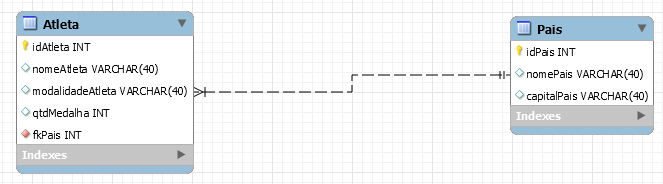 Atleta
idAtleta INT
nomeAtleta VARCHAR(40)
modalidadeAtleta VARCHAR(40)
qtdMedalha INT
fkPais INT
Indexes
Pais
idPais INT
nomePais VARCHAR(40)
capitalPais VARCHAR(40)
Indexes